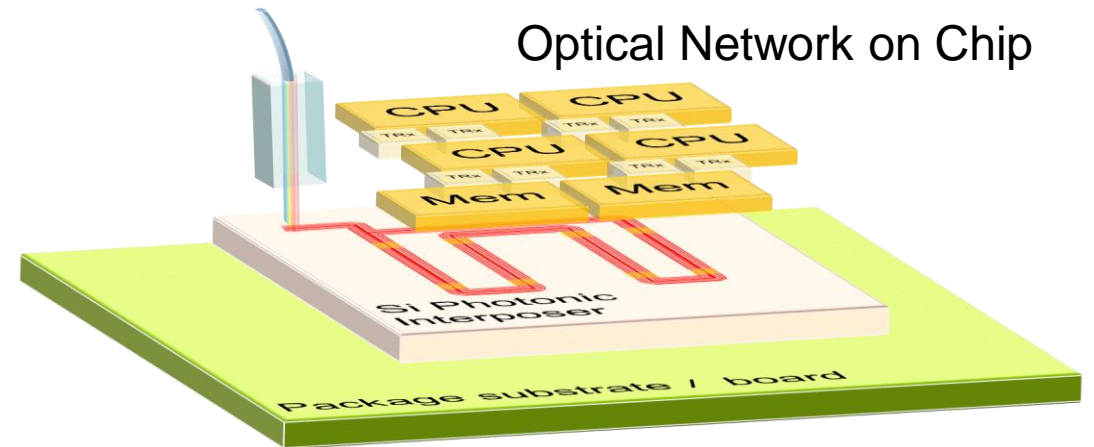 Optical Network on Chip
CPU CPU
TRx TRx TRx TRx
CPU CPU
TRx TRx TRx TRx
Mem Mem
Si Photonic
Interposer
Package substrate / board